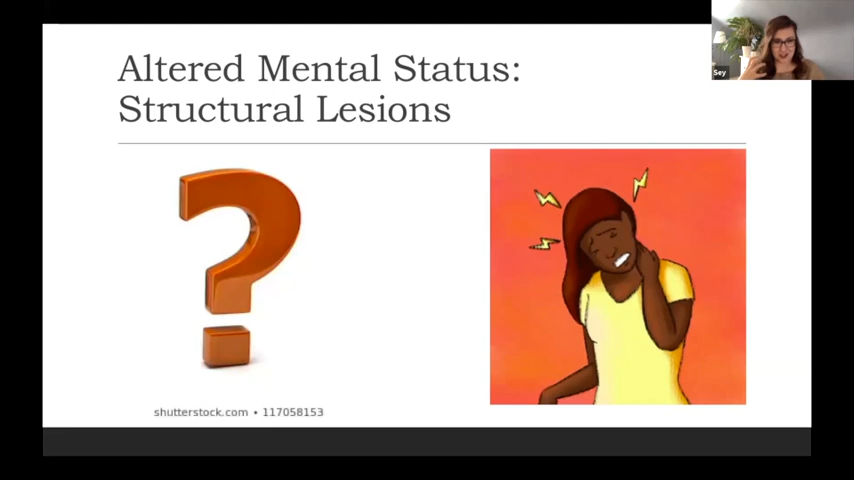 Altered Mental Status:
Structural Lesions
Sey
shutterstock.com • 117058153